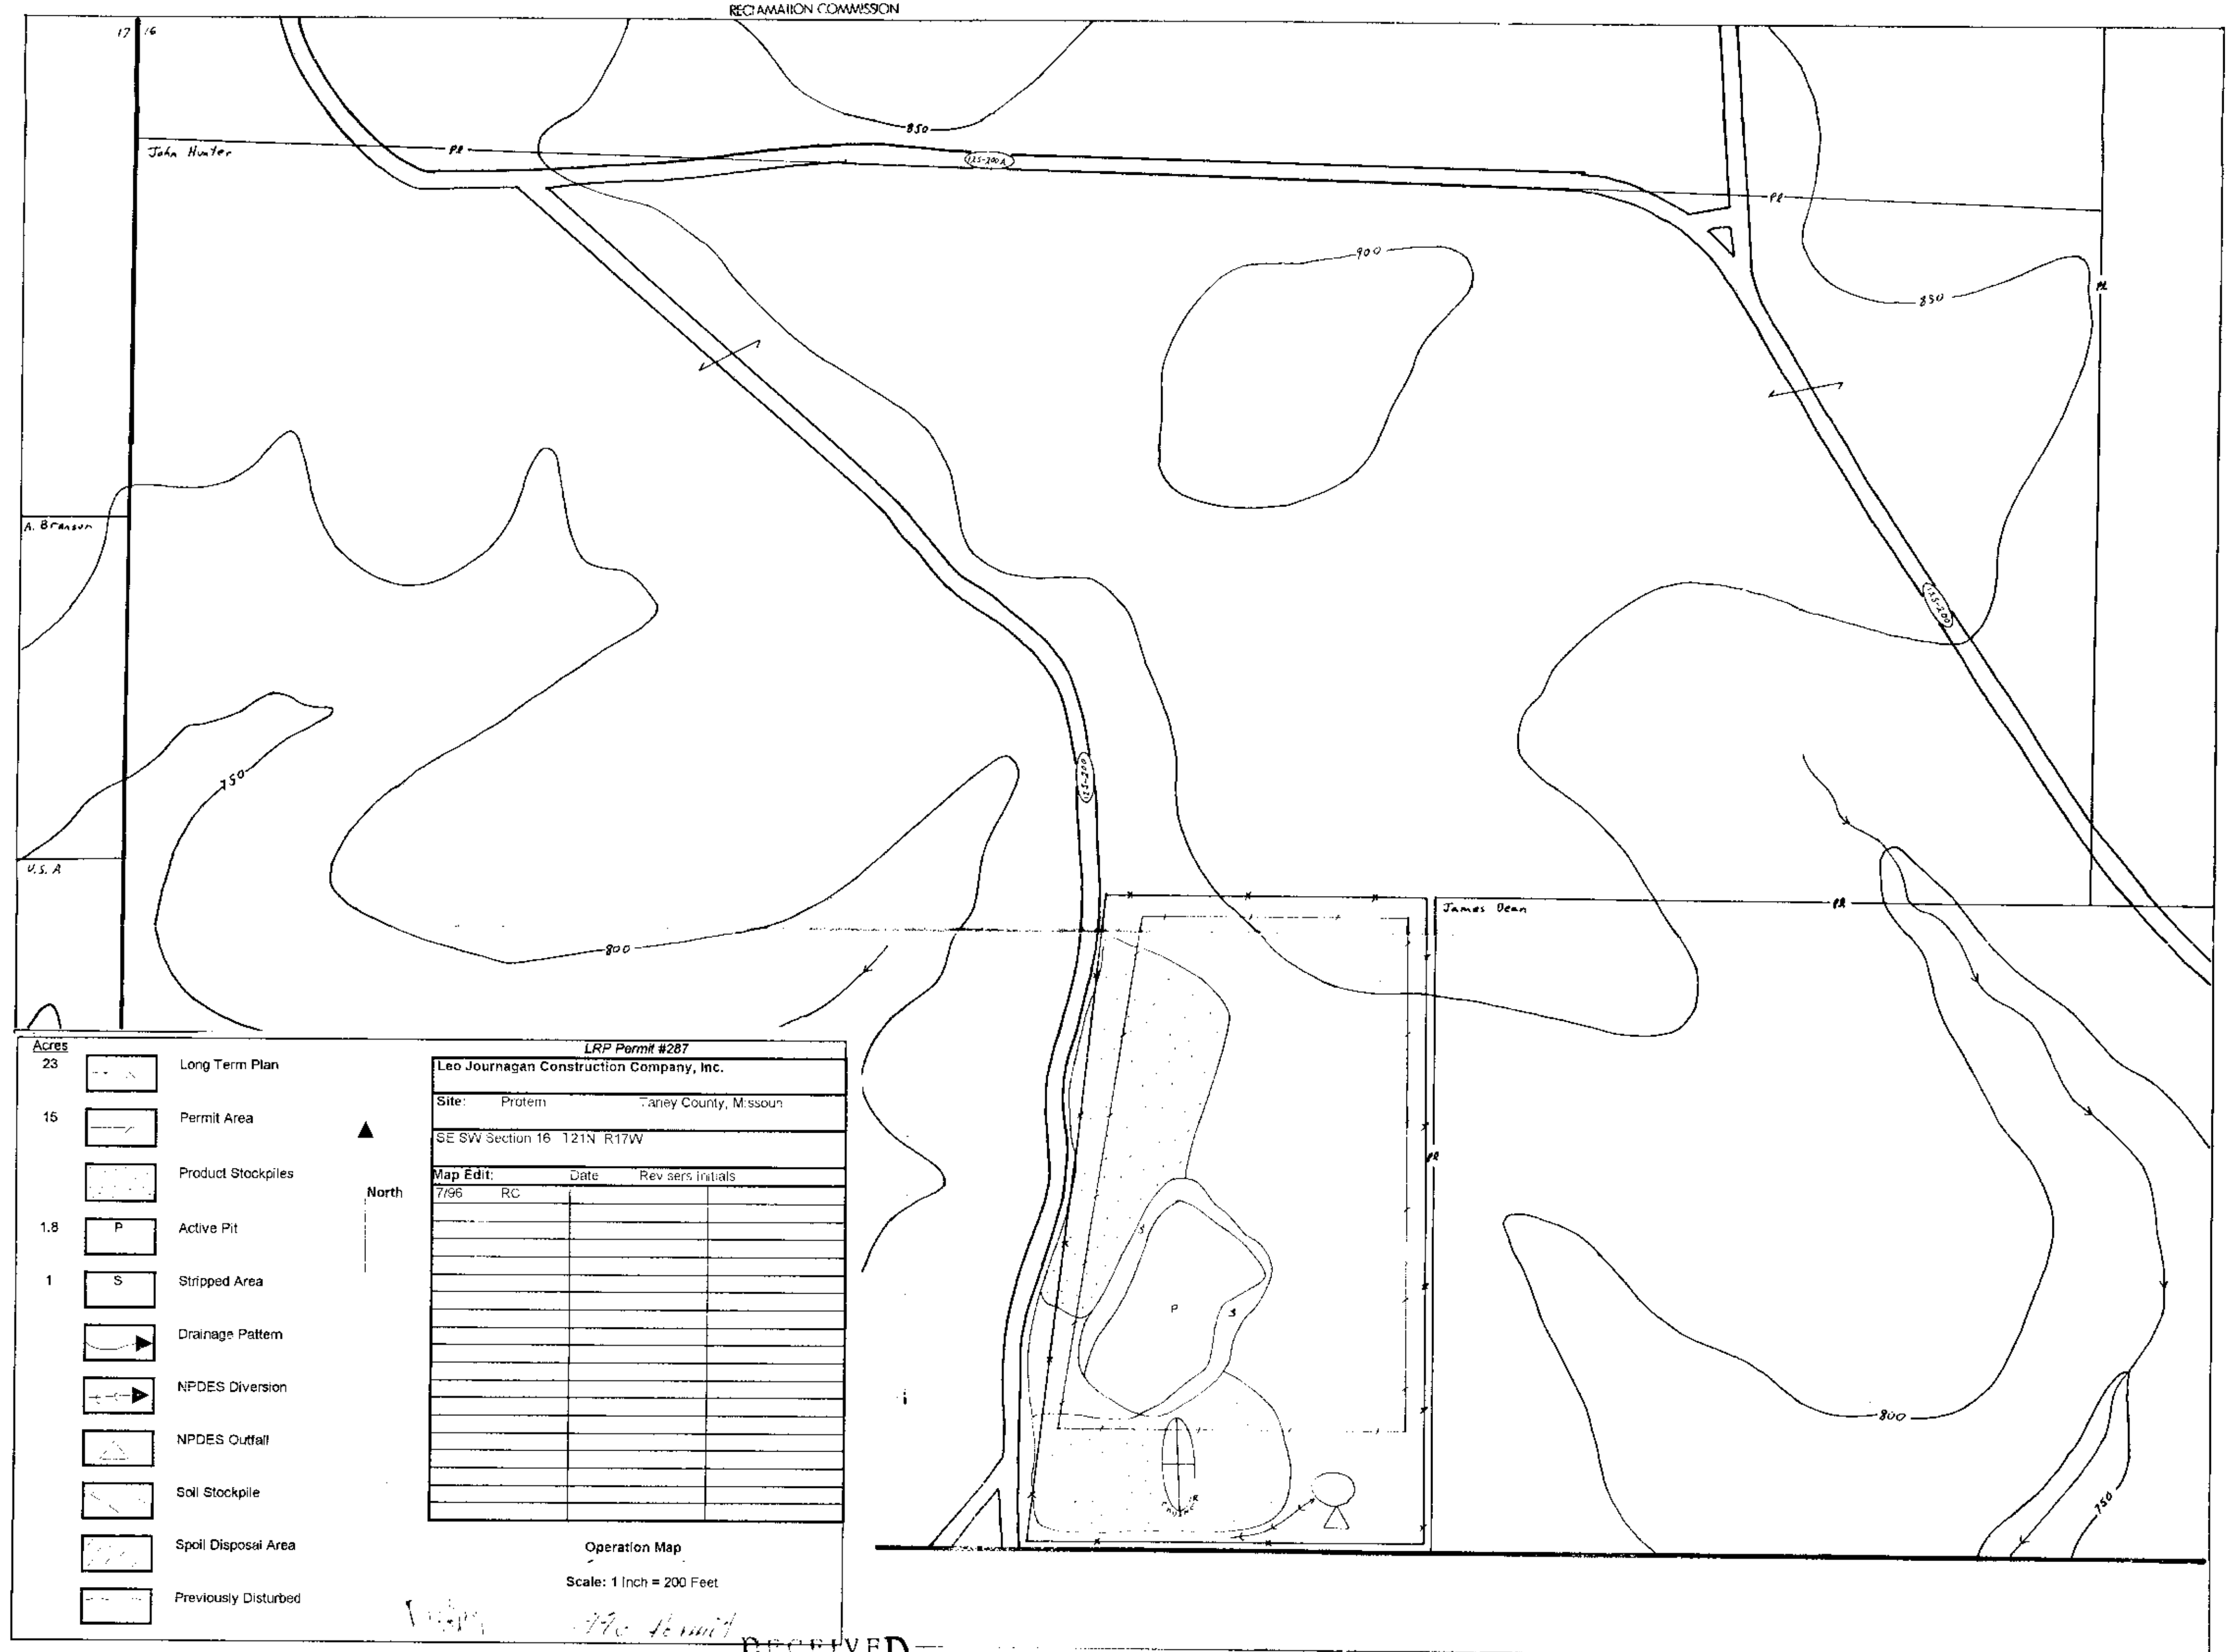 RECLAMATION COMMISSION
17 16
John Hunter
PL
850
125-200A
PL
900
850
PL
A. Branson
125-200
750
125-200
U.S.A
James Dean
PL
800
PL
S
P
S
CRUSHER
800
750
Acres
23 Long Term Plan
15 Permit Area
Product Stockpiles
1.8 P Active Pit
1 S Stripped Area
Drainage Pattern
NPDES Diversion
NPDES Outfall
Soil Stockpile
Spoil Disposal Area
Previously Disturbed
North
LRP Permit #287
Leo Journagan Construction Company, Inc.
Site: Protem Taney County, Missouri
SE SW Section 16 T21N R17W
Map Edit: Date Revisers Initials
7/96 RC
Operation Map
Scale: 1 Inch = 200 Feet
Permit
RECEIVED